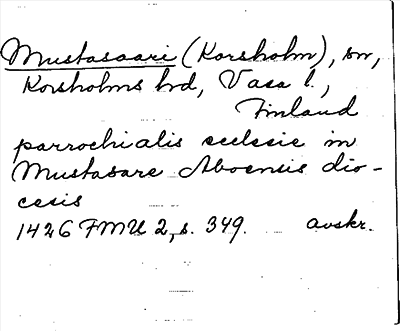 Mustasaari (Korsholm), sn,
Korsholms hd, Vasa l.,
Finland
parrochialis ecclesie in
Mustasare Aboensis dio-
cesis
1426 FMU 2, s. 349. avskr.